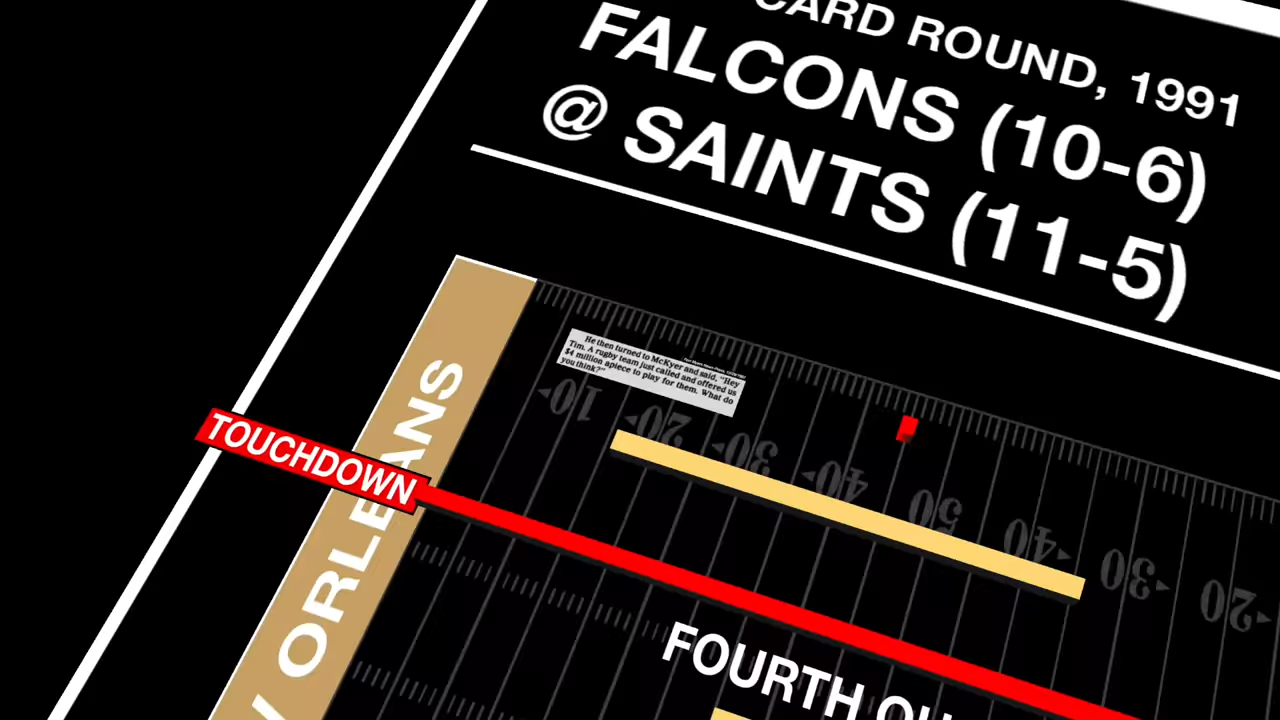 CARD ROUND, 1991
FALCONS (10-6)
@ SAINTS (11-5)
He then turned to McKyer and said, "Hey
Tim. A rugby team just called and offered us
$4 million apiece to play for them. What do
you think?"
10
20
30
40
50
40
30
20
TOUCHDOWN
ORLEANS
FOURTH QU